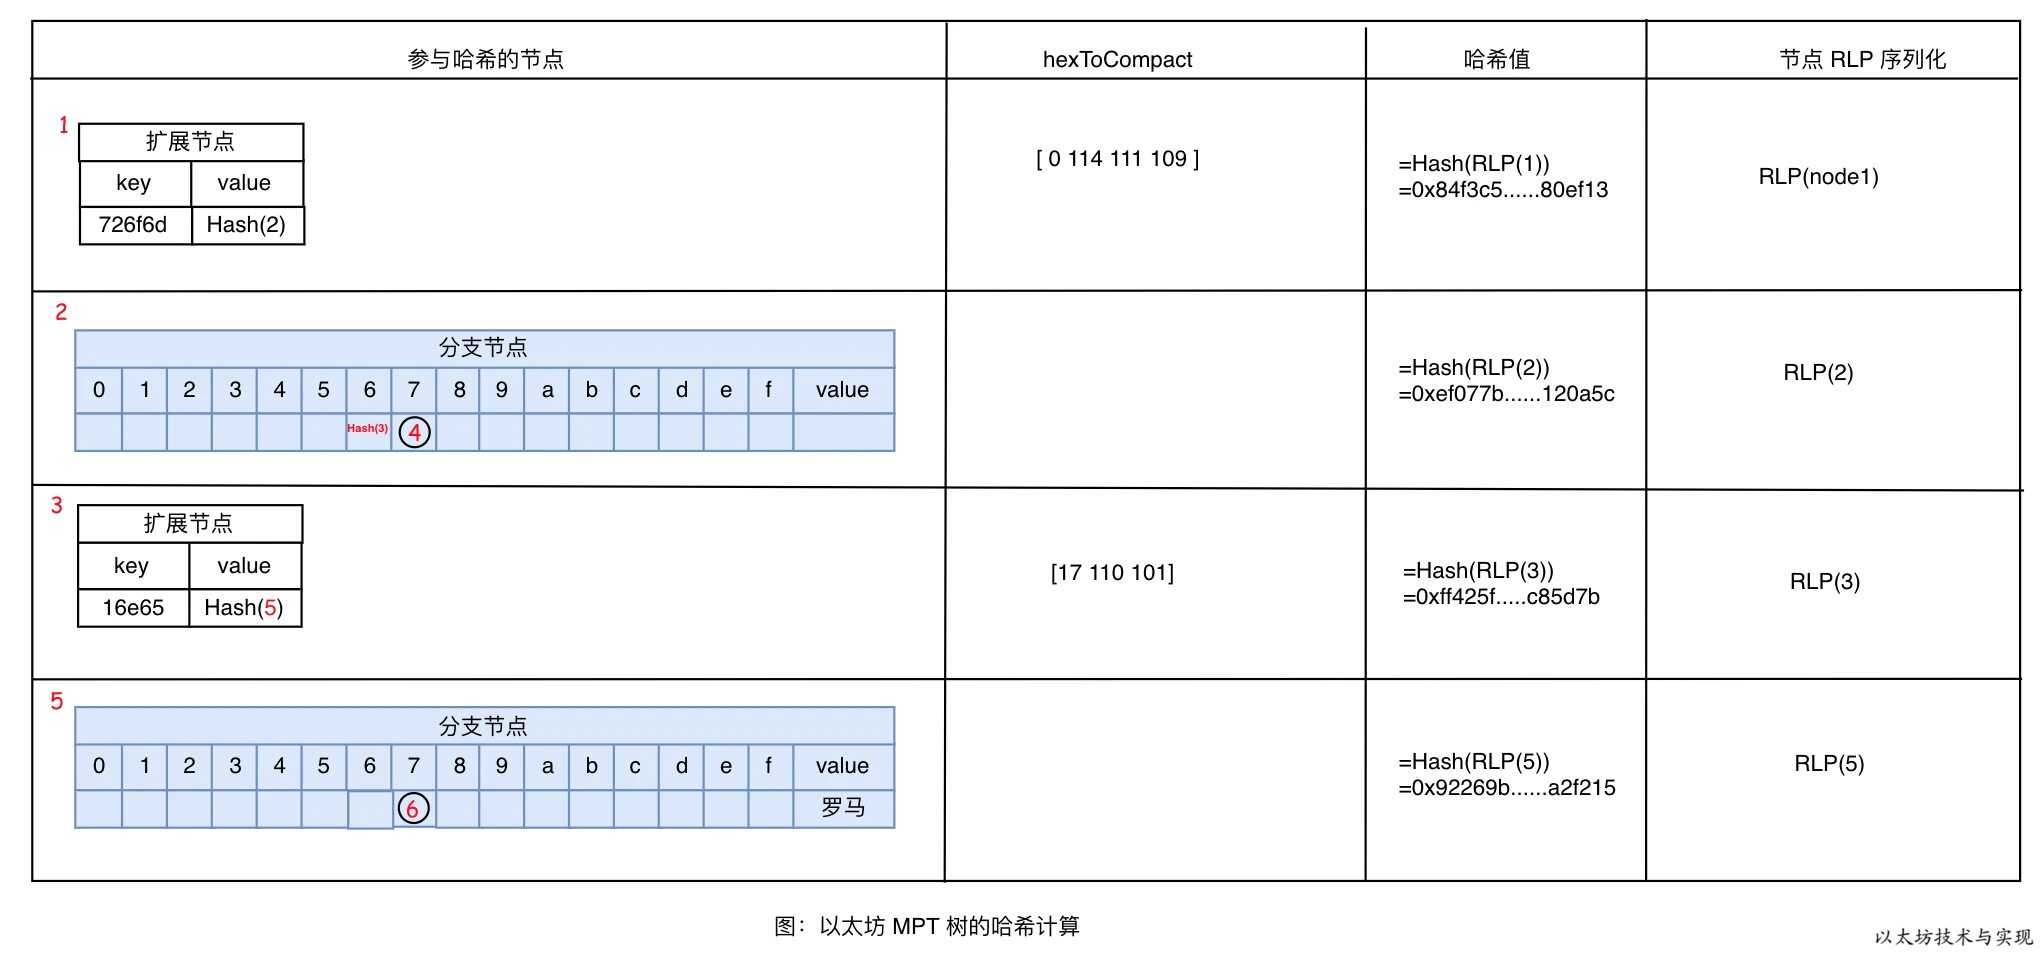 参与哈希的节点 hexToCompact 哈希值 节点 RLP 序列化
1
扩展节点
key value
726f6d Hash(2)
[ 0 114 111 109 ]
=Hash(RLP(1))
=0x84f3c5......80ef13
RLP(node1)
2
分支节点
0 1 2 3 4 5 6 7 8 9 a b c d e f value
Hash(3) 4
=Hash(RLP(2))
=0xef077b......120a5c
RLP(2)
3
扩展节点
key value
16e65 Hash(5)
[17 110 101]
=Hash(RLP(3))
=0xff425f.....c85d7b
RLP(3)
5
分支节点
0 1 2 3 4 5 6 7 8 9 a b c d e f value
6 罗马
=Hash(RLP(5))
=0x92269b......a2f215
RLP(5)
图：以太坊 MPT 树的哈希计算
以太坊技术与实现